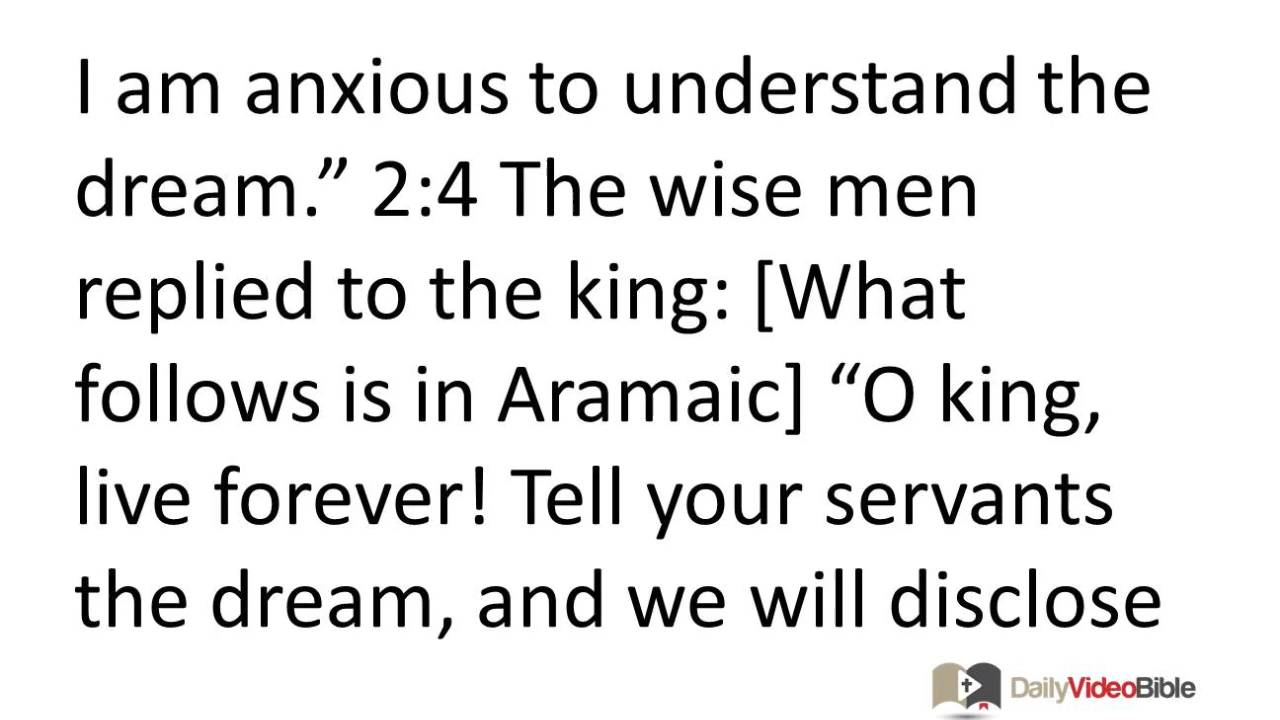 I am anxious to understand the
dream.” 2:4 The wise men
replied to the king: [What
follows is in Aramaic] “O king,
live forever! Tell your servants
the dream, and we will disclose
DailyVideoBible